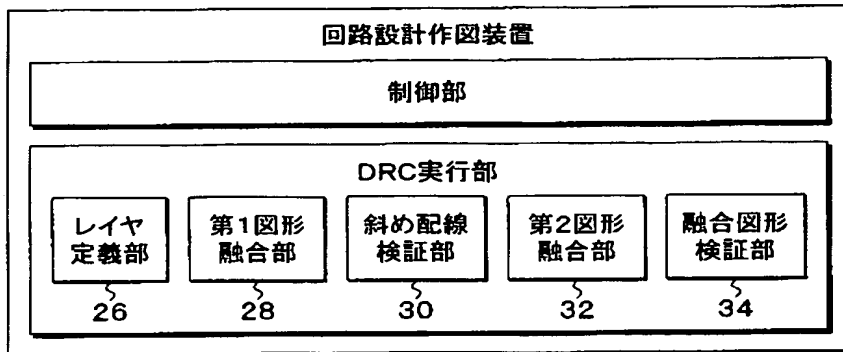 回路設計作図装置
制御部
DRC実行部
レイヤ
定義部
第1図形
融合部
斜め配線
検証部
第2図形
融合部
融合図形
検証部
26
28
30
32
34